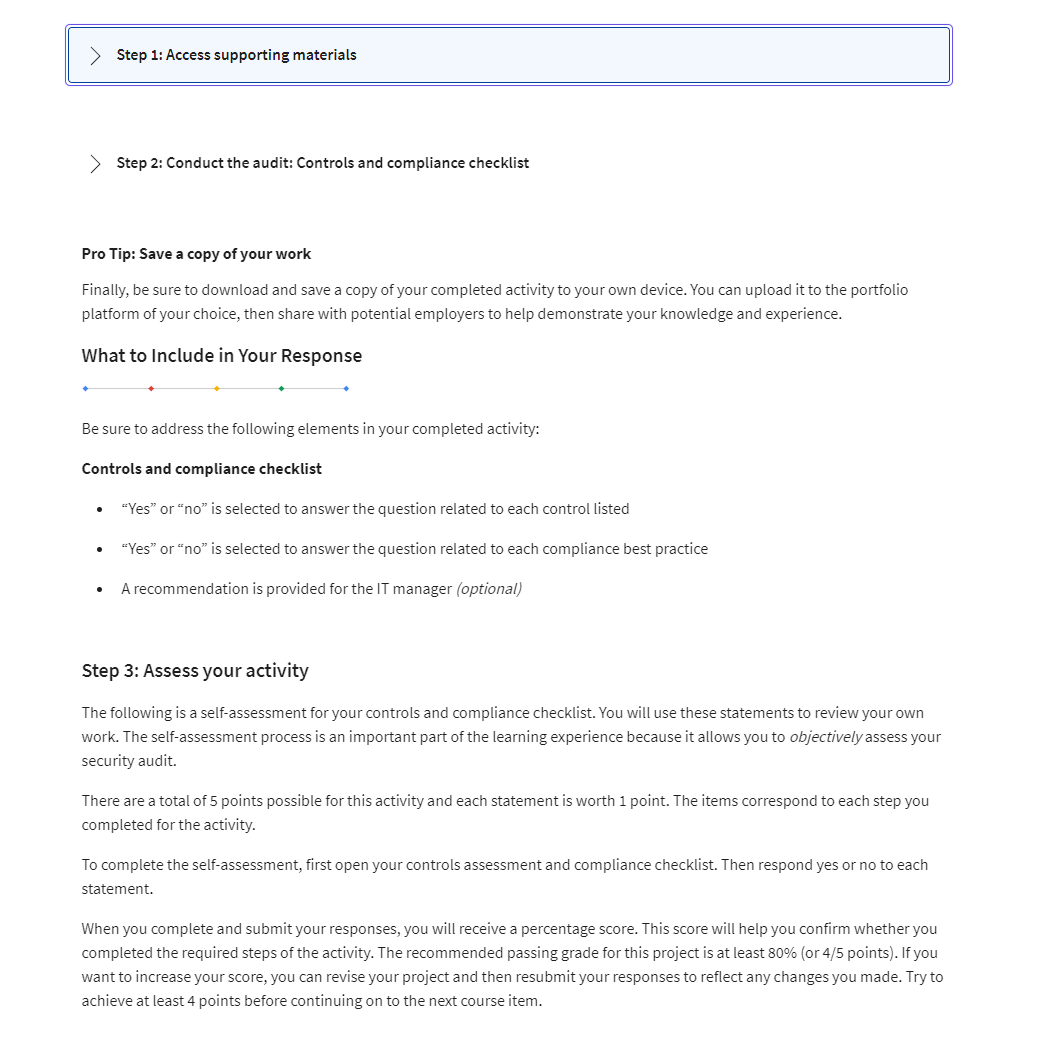 Step 1: Access supporting materials
Step 2: Conduct the audit: Controls and compliance checklist
Pro Tip: Save a copy of your work
Finally, be sure to download and save a copy of your completed activity to your own device. You can upload it to the portfolio
platform of your choice, then share with potential employers to help demonstrate your knowledge and experience.
What to Include in Your Response
Be sure to address the following elements in your completed activity:
Controls and compliance checklist
• “Yes” or “no” is selected to answer the question related to each control listed
• “Yes” or “no” is selected to answer the question related to each compliance best practice
• A recommendation is provided for the IT manager (optional)
Step 3: Assess your activity
The following is a self-assessment for your controls and compliance checklist. You will use these statements to review your own
work. The self-assessment process is an important part of the learning experience because it allows you to objectively assess your
security audit.
There are a total of 5 points possible for this activity and each statement is worth 1 point. The items correspond to each step you
completed for the activity.
To complete the self-assessment, first open your controls assessment and compliance checklist. Then respond yes or no to each
statement.
When you complete and submit your responses, you will receive a percentage score. This score will help you confirm whether you
completed the required steps of the activity. The recommended passing grade for this project is at least 80% (or 4/5 points). If you
want to increase your score, you can revise your project and then resubmit your responses to reflect any changes you made. Try to
achieve at least 4 points before continuing on to the next course item.